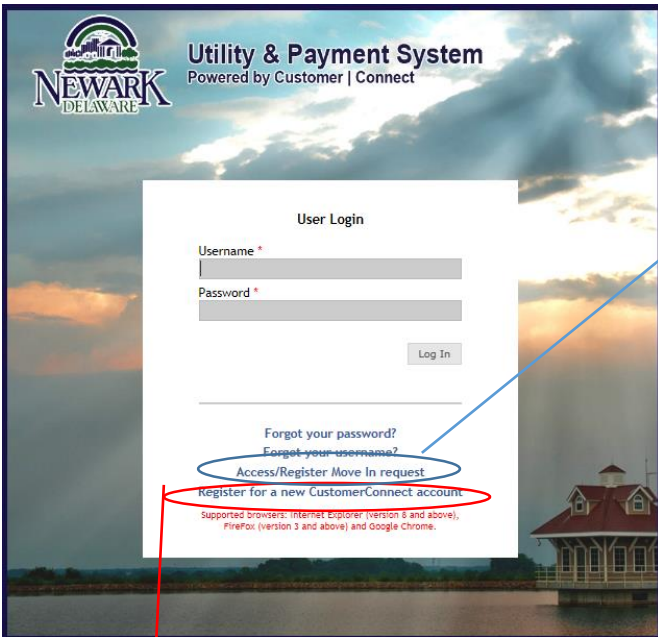 NEWARK
DELAWARE
Utility & Payment System
Powered by Customer | Connect
User Login
Username *
Password *
Log In
Forgot your password?
Forgot your username?
Access/Register Move In request
Register for a new CustomerConnect account
Supported browsers: Internet Explorer (version 8 and above),
FireFox (version 3 and above) and Google Chrome.